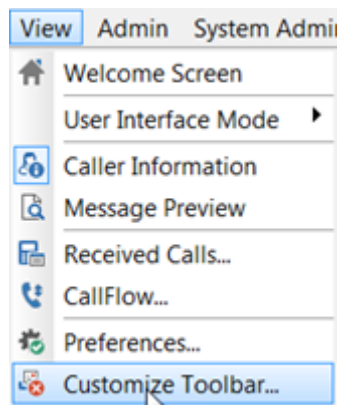 View Admin System Admi
Welcome Screen
User Interface Mode
Caller Information
Message Preview
Received Calls...
CallFlow...
Preferences...
Customize Toolbar...